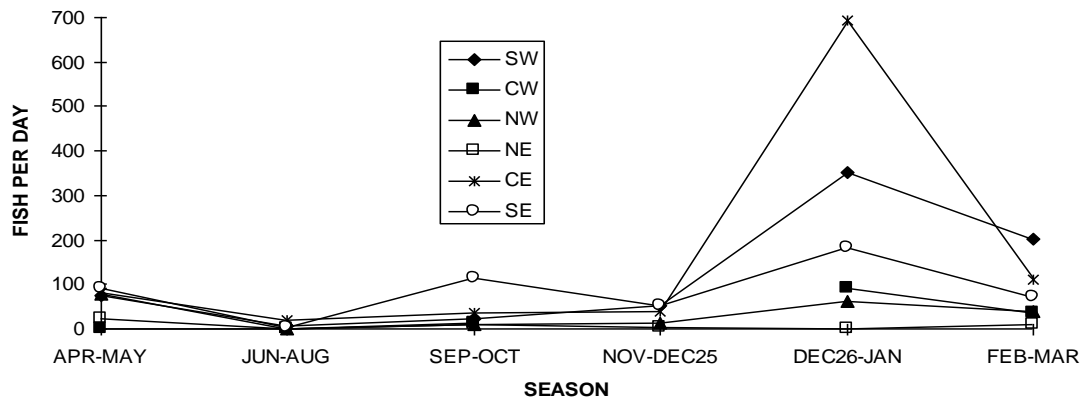 700
600
500
400
300
200
100
0
FISH PER DAY
SW
CW
NW
NE
CE
SE
APR-MAY JUN-AUG SEP-OCT NOV-DEC25 DEC26-JAN FEB-MAR
SEASON